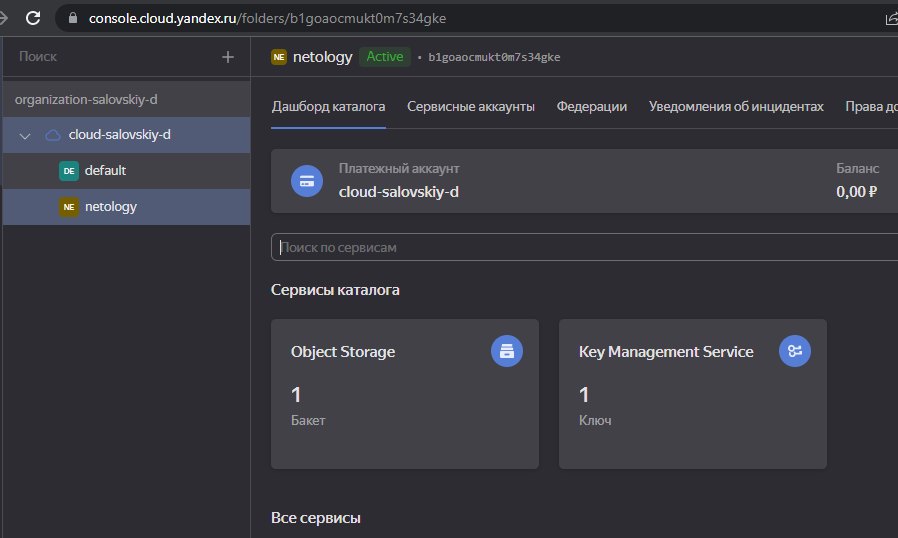 console.cloud.yandex.ru/folders/b1goaocmukt0m7s34gke
Поиск
organization-salovskiy-d
cloud-salovskiy-d
DE default
NE netology
NE netology Active • b1goaocmukt0m7s34gke
Дашборд каталога Сервисные аккаунты Федерации Уведомления об инцидентах Права до
Платежный аккаунт Баланс
cloud-salovskiy-d 0,00 ₽
Поиск по сервисам
Сервисы каталога
Object Storage
1
Бакет
Key Management Service
1
Ключ
Все сервисы